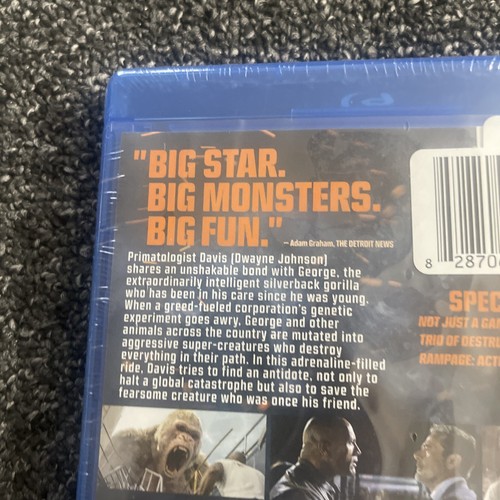 "BIG STAR.
BIG MONSTERS.
BIG FUN."
– Adam Graham, THE DETROIT NEWS
Primatologist Davis (Dwayne Johnson)
shares an unshakable bond with George, the
extraordinarily intelligent silverback gorilla
who has been in his care since he was young.
When a greed-fueled corporation's genetic
experiment goes awry, George and other
animals across the country are mutated into
aggressive super-creatures who destroy
everything in their path. In this adrenaline-filled
ride, Davis tries to find an antidote, not only to
halt a global catastrophe but also to save the
fearsome creature who was once his friend.
8 2870
SPEC
NOT JUST A GA
TRIO OF DESTRU
RAMPAGE: ACT